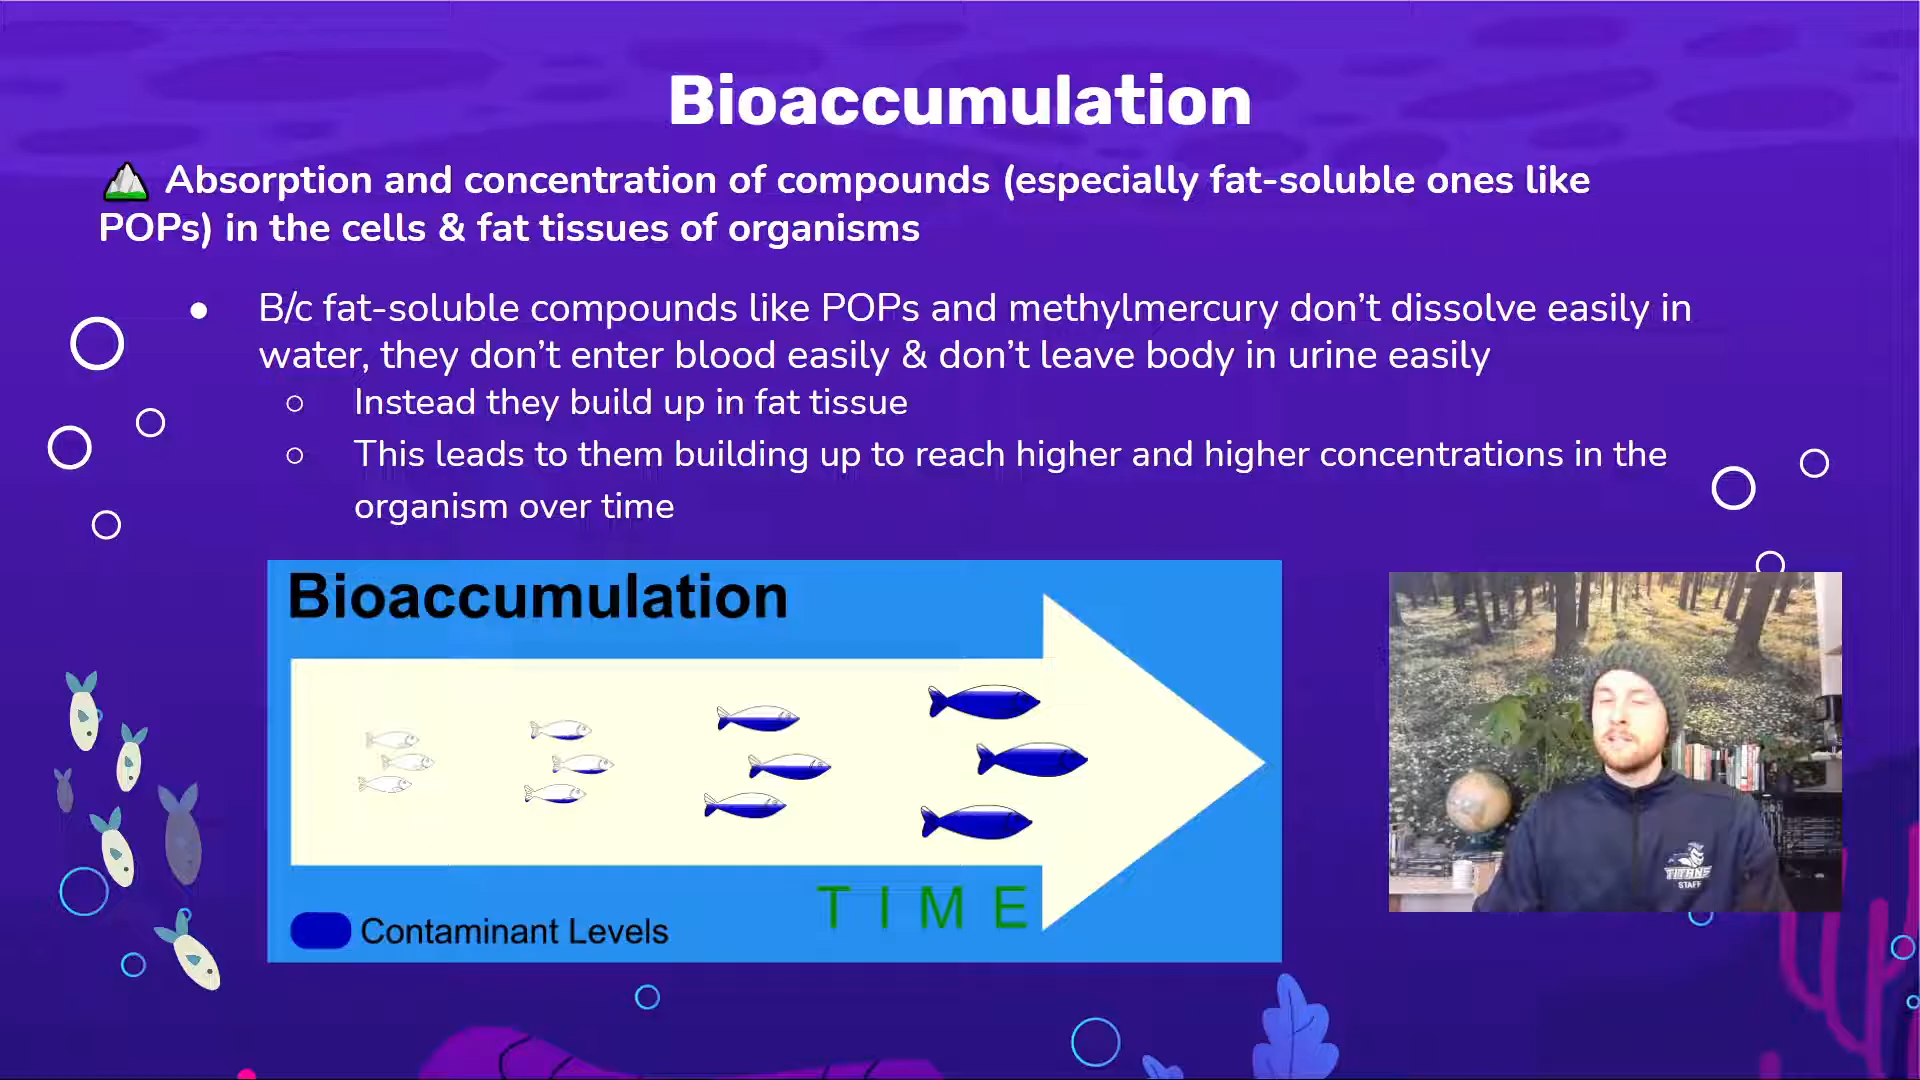 Bioaccumulation
Absorption and concentration of compounds (especially fat-soluble ones like
POPs) in the cells & fat tissues of organisms
● B/c fat-soluble compounds like POPs and methylmercury don’t dissolve easily in
water, they don’t enter blood easily & don’t leave body in urine easily
○ Instead they build up in fat tissue
○ This leads to them building up to reach higher and higher concentrations in the
organism over time
Bioaccumulation
TIME
Contaminant Levels
TITANS
STAFF